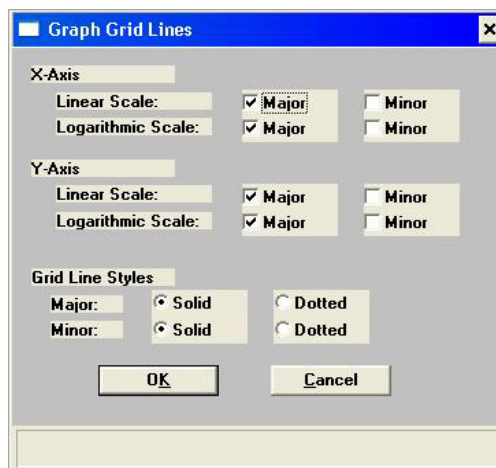 Graph Grid Lines
X-Axis
Linear Scale: Major Minor
Logarithmic Scale: Major Minor
Y-Axis
Linear Scale: Major Minor
Logarithmic Scale: Major Minor
Grid Line Styles
Major: Solid Dotted
Minor: Solid Dotted
OK Cancel